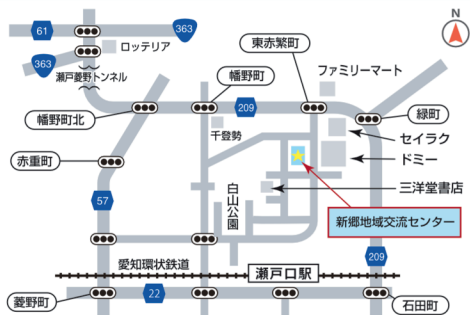 N
61
363
ロッテリア
363
瀬戸菱野トンネル
東赤繁町
幡野町
ファミリーマート
幡野町北
209
緑町
千登勢
セイラク
ドミー
赤重町
三洋堂書店
白山公園
57
新郷地域交流センター
愛知環状鉄道
瀬戸口駅
209
菱野町
22
石田町